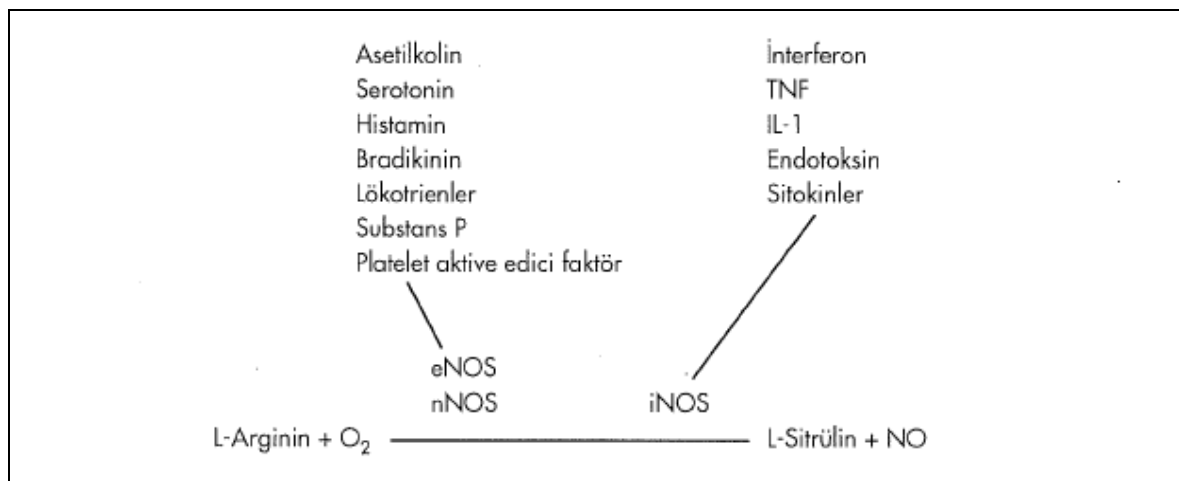 Asetilkolin
Serotonin
Histamin
Bradikinin
Lökotrienler
Substans P
Platelet aktive edici faktör
İnterferon
TNF
IL-1
Endotoksin
Sitokinler
eNOS
nNOS
iNOS
L-Arginin + O₂
L-Sitrülin + NO